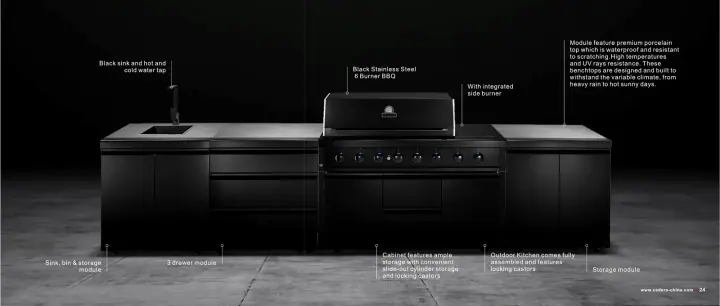 Module feature premium porcelain
top which is waterproof and resistant
to scratching. High temperatures
and UV rays resistance. These
benchtops are designed and built to
withstand the variable climate, from
heavy rain to hot sunny days.
Black sink and hot and
cold water tap
Black Stainless Steel
6 Burner BBQ
With integrated
side burner
Sink, bin & storage
module
3 drawer module
Cabinet features ample
storage with convenient
slide-out cylinder storage
and locking castors
Outdoor Kitchen comes fully
assembled and features
locking castors
Storage module
24